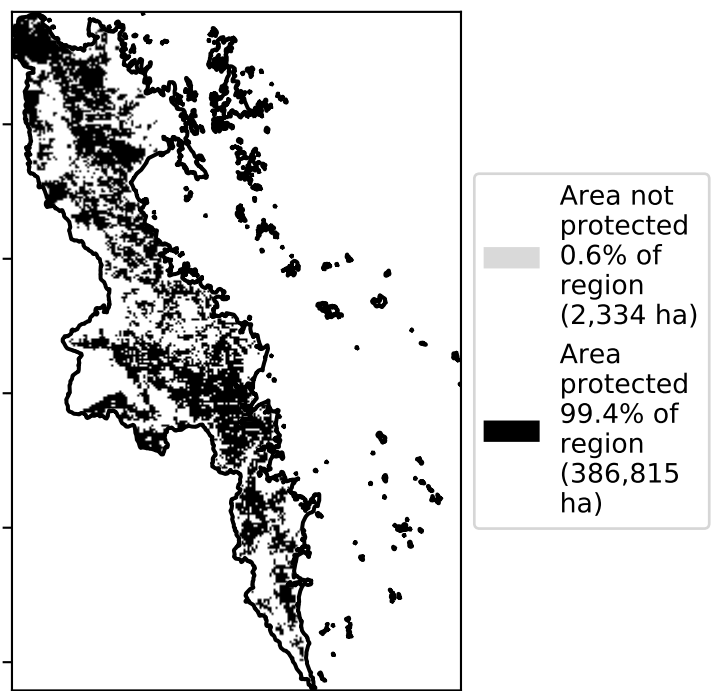 Area not
protected
0.6% of
region
(2,334 ha)
Area
protected
99.4% of
region
(386,815
ha)